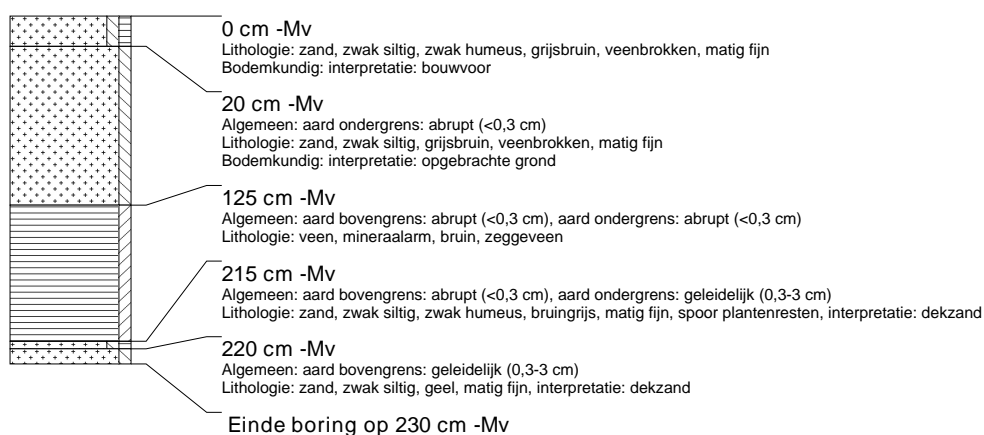 0 cm -Mv
Lithologie: zand, zwak siltig, zwak humeus, grijsbruin, veenbrokken, matig fijn
Bodemkundig: interpretatie: bouwvoor
20 cm -Mv
Algemeen: aard ondergrens: abrupt (<0,3 cm)
Lithologie: zand, zwak siltig, grijsbruin, veenbrokken, matig fijn
Bodemkundig: interpretatie: opgebrachte grond
125 cm -Mv
Algemeen: aard bovengrens: abrupt (<0,3 cm), aard ondergrens: abrupt (<0,3 cm)
Lithologie: veen, mineraalarm, bruin, zeggeveen
215 cm -Mv
Algemeen: aard bovengrens: abrupt (<0,3 cm), aard ondergrens: geleidelijk (0,3-3 cm)
Lithologie: zand, zwak siltig, zwak humeus, bruingrijs, matig fijn, spoor plantenresten, interpretatie: dekzand
220 cm -Mv
Algemeen: aard bovengrens: geleidelijk (0,3-3 cm)
Lithologie: zand, zwak siltig, geel, matig fijn, interpretatie: dekzand
Einde boring op 230 cm -Mv